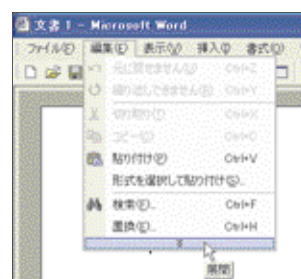 文書 1 - Microsoft Word
ファイル(F) 編集(E) 表示(V) 挿入(I) 書式(O)
元に戻せません(U) Ctrl+Z
繰り返しできません(R) Ctrl+Y
切り取り(T) Ctrl+X
コピー(C) Ctrl+C
貼り付け(P) Ctrl+V
形式を選択して貼り付け(S)...
検索(F)... Ctrl+F
置換(E)... Ctrl+H
展開